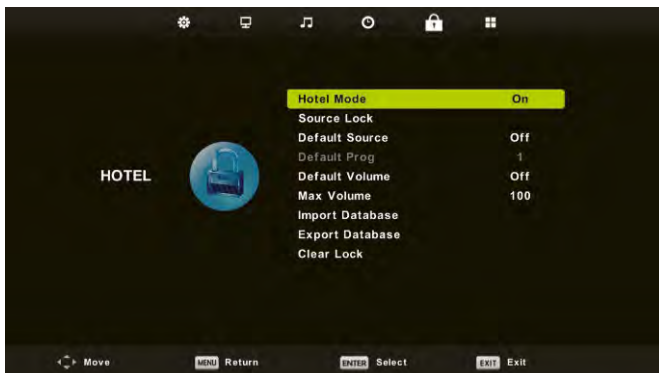 Hotel Mode On
Source Lock
Default Source Off
Default Prog 1
HOTEL
Default Volume Off
Max Volume 100
Import Database
Export Database
Clear Lock
Move MENU Return ENTER Select EXIT Exit